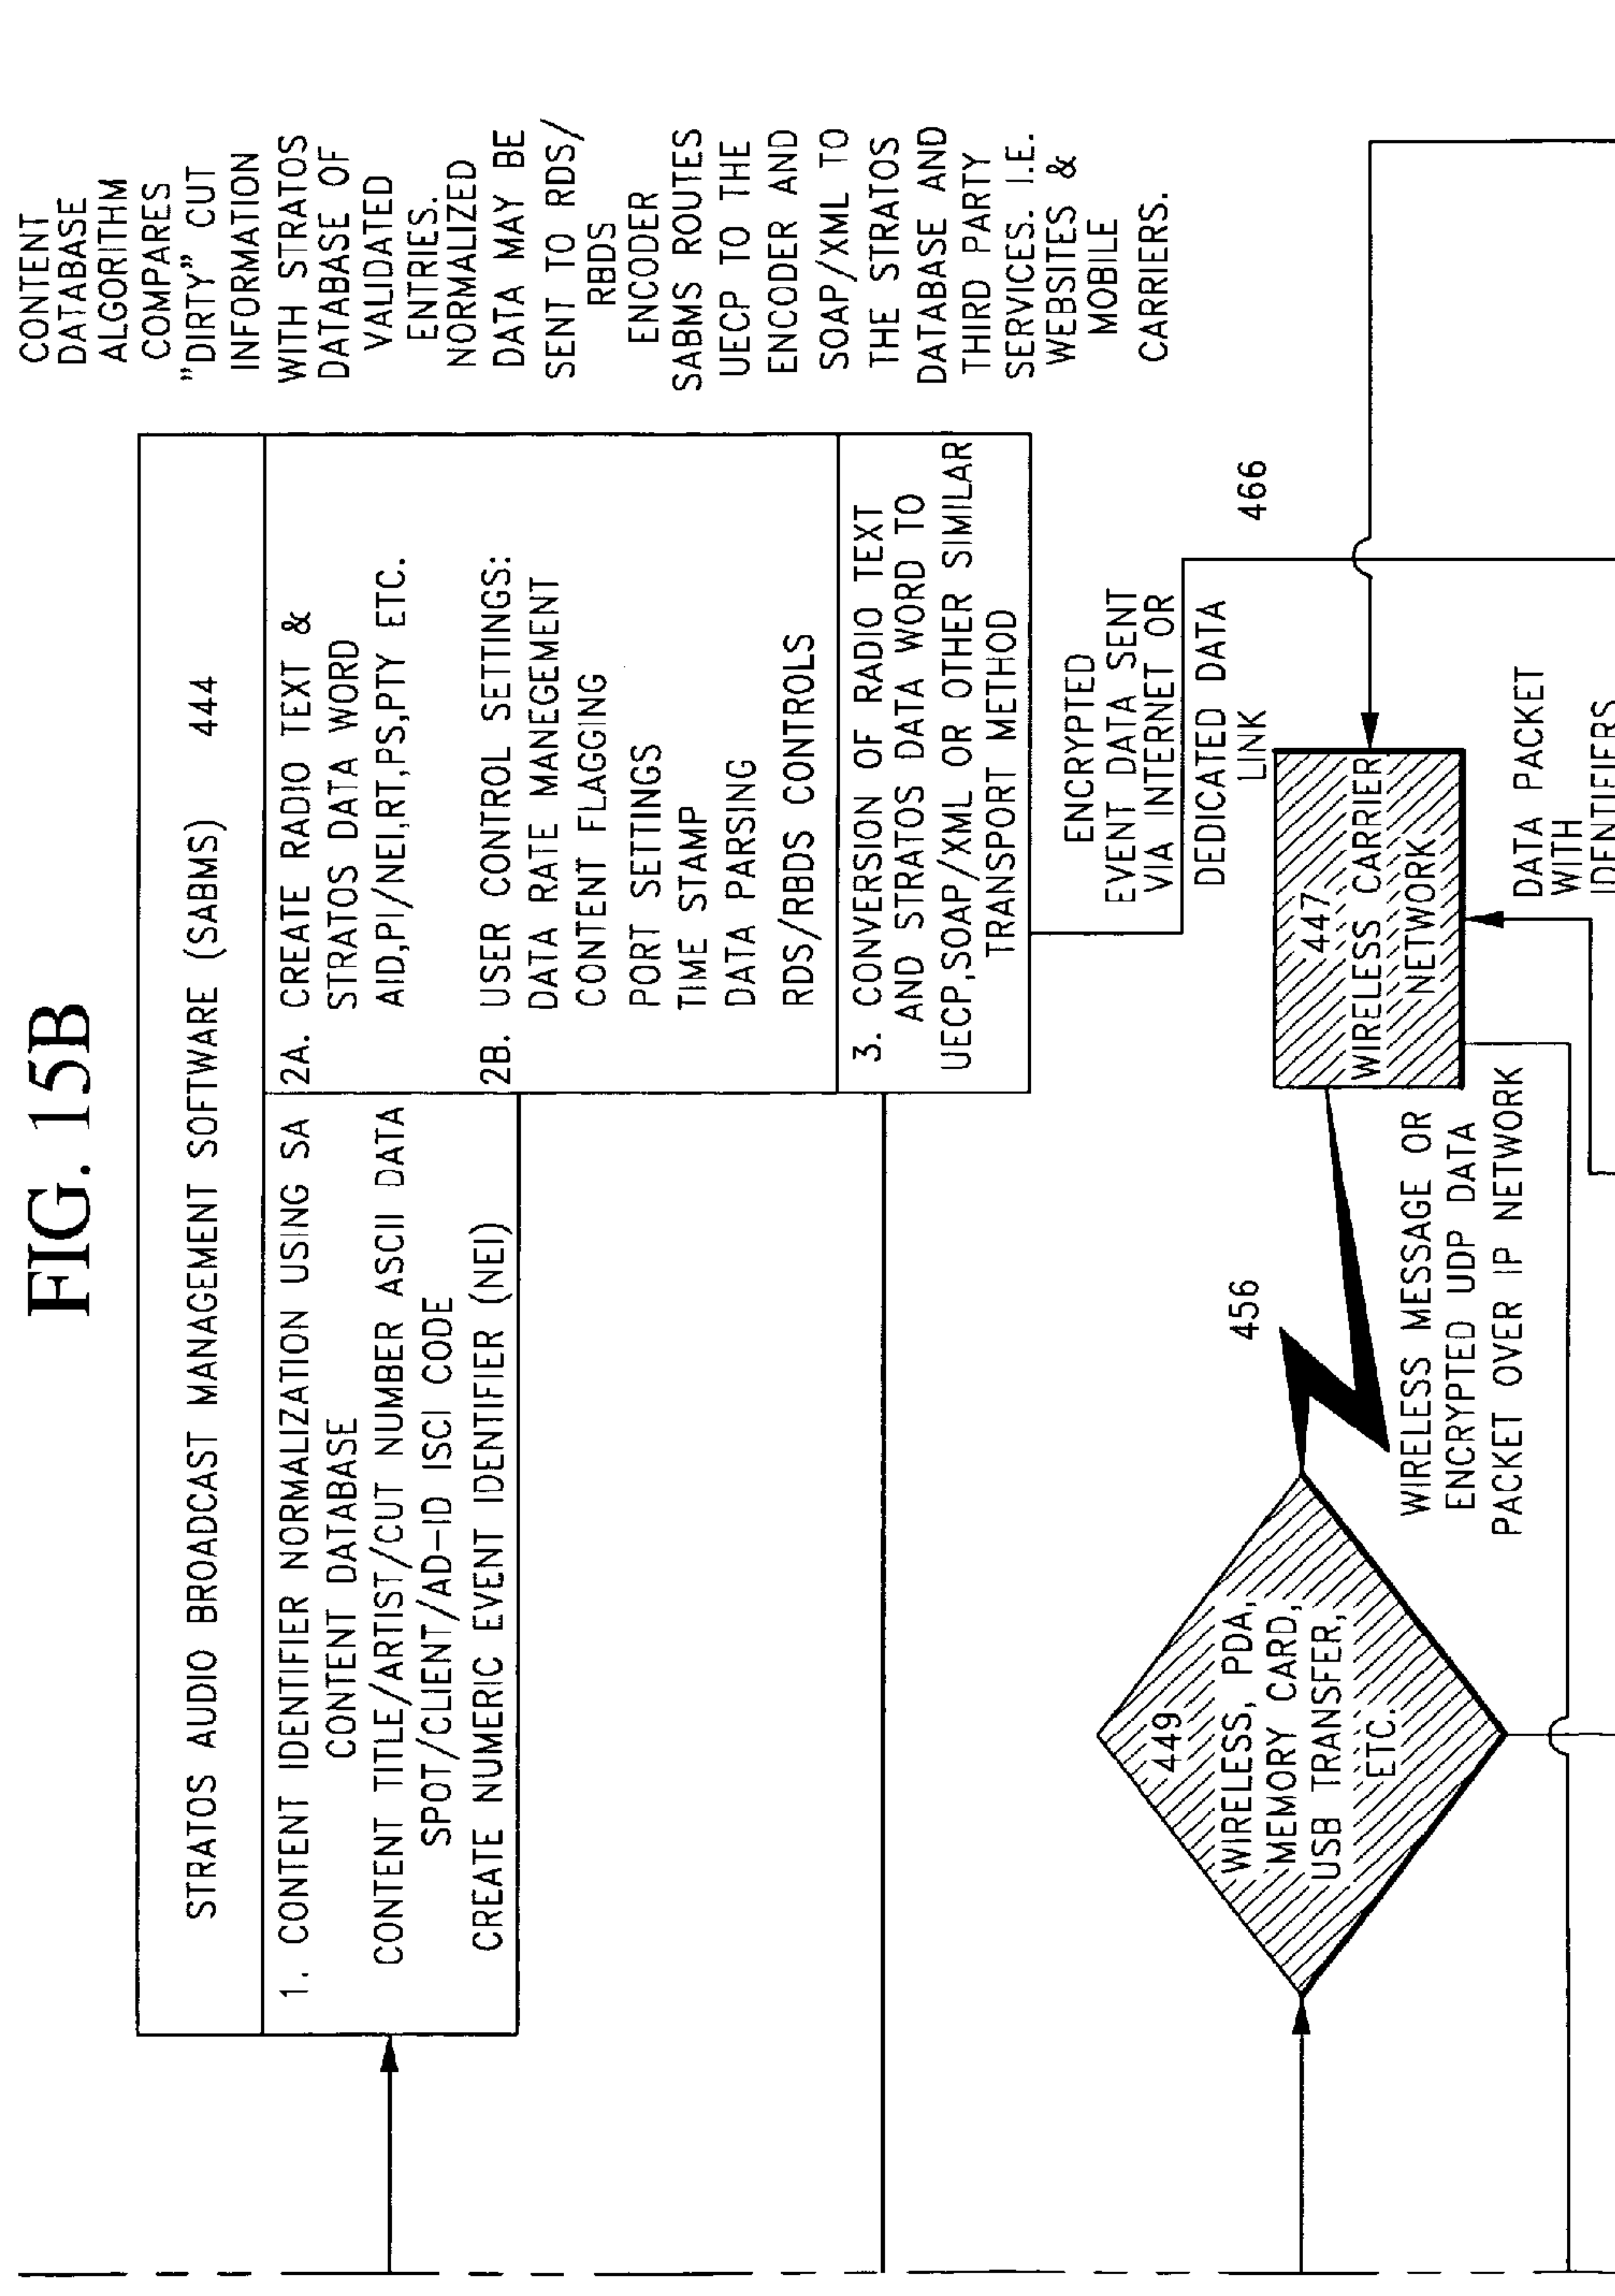 FIG. 15B
STRATOS AUDIO BROADCAST MANAGEMENT SOFTWARE (SABMS) 444
1. CONTENT IDENTIFIER NORMALIZATION USING SA
CONTENT DATABASE
CONTENT TITLE/ARTIST/CUT NUMBER ASCII DATA
SPOT/CLIENT/AD-ID ISCI CODE
CREATE NUMERIC EVENT IDENTIFIER (NEI)
2A. CREATE RADIO TEXT &
STRATOS DATA WORD
AID,PI/NEI,RT,PS,PTY ETC.
2B. USER CONTROL SETTINGS:
DATA RATE MANEGEMENT
CONTENT FLAGGING
PORT SETTINGS
TIME STAMP
DATA PARSING
RDS/RBDS CONTROLS
3. CONVERSION OF RADIO TEXT
AND STRATOS DATA WORD TO
UECP,SOAP/XML OR OTHER SIMILAR
TRANSPORT METHOD
CONTENT
DATABASE
ALGORITHM
COMPARES
"DIRTY" CUT
INFORMATION
WITH STRATOS
DATABASE OF
VALIDATED
ENTRIES.
NORMALIZED
DATA MAY BE
SENT TO RDS/
RBDS
ENCODER
SABMS ROUTES
UECP TO THE
ENCODER AND
SOAP/XML TO
THE STRATOS
DATABASE AND
THIRD PARTY
SERVICES. I.E.
WEBSITES &
MOBILE
CARRIERS.
ENCRYPTED
EVENT DATA SENT
VIA INTERNET OR
DEDICATED DATA
LINK
466
449
WIRELESS, PDA,
MEMORY CARD,
USB TRANSFER,
ETC.
456
WIRELESS MESSAGE OR
ENCRYPTED UDP DATA
PACKET OVER IP NETWORK
447
WIRELESS CARRIER
NETWORK
DATA PACKET
WITH
IDENTIFIERS